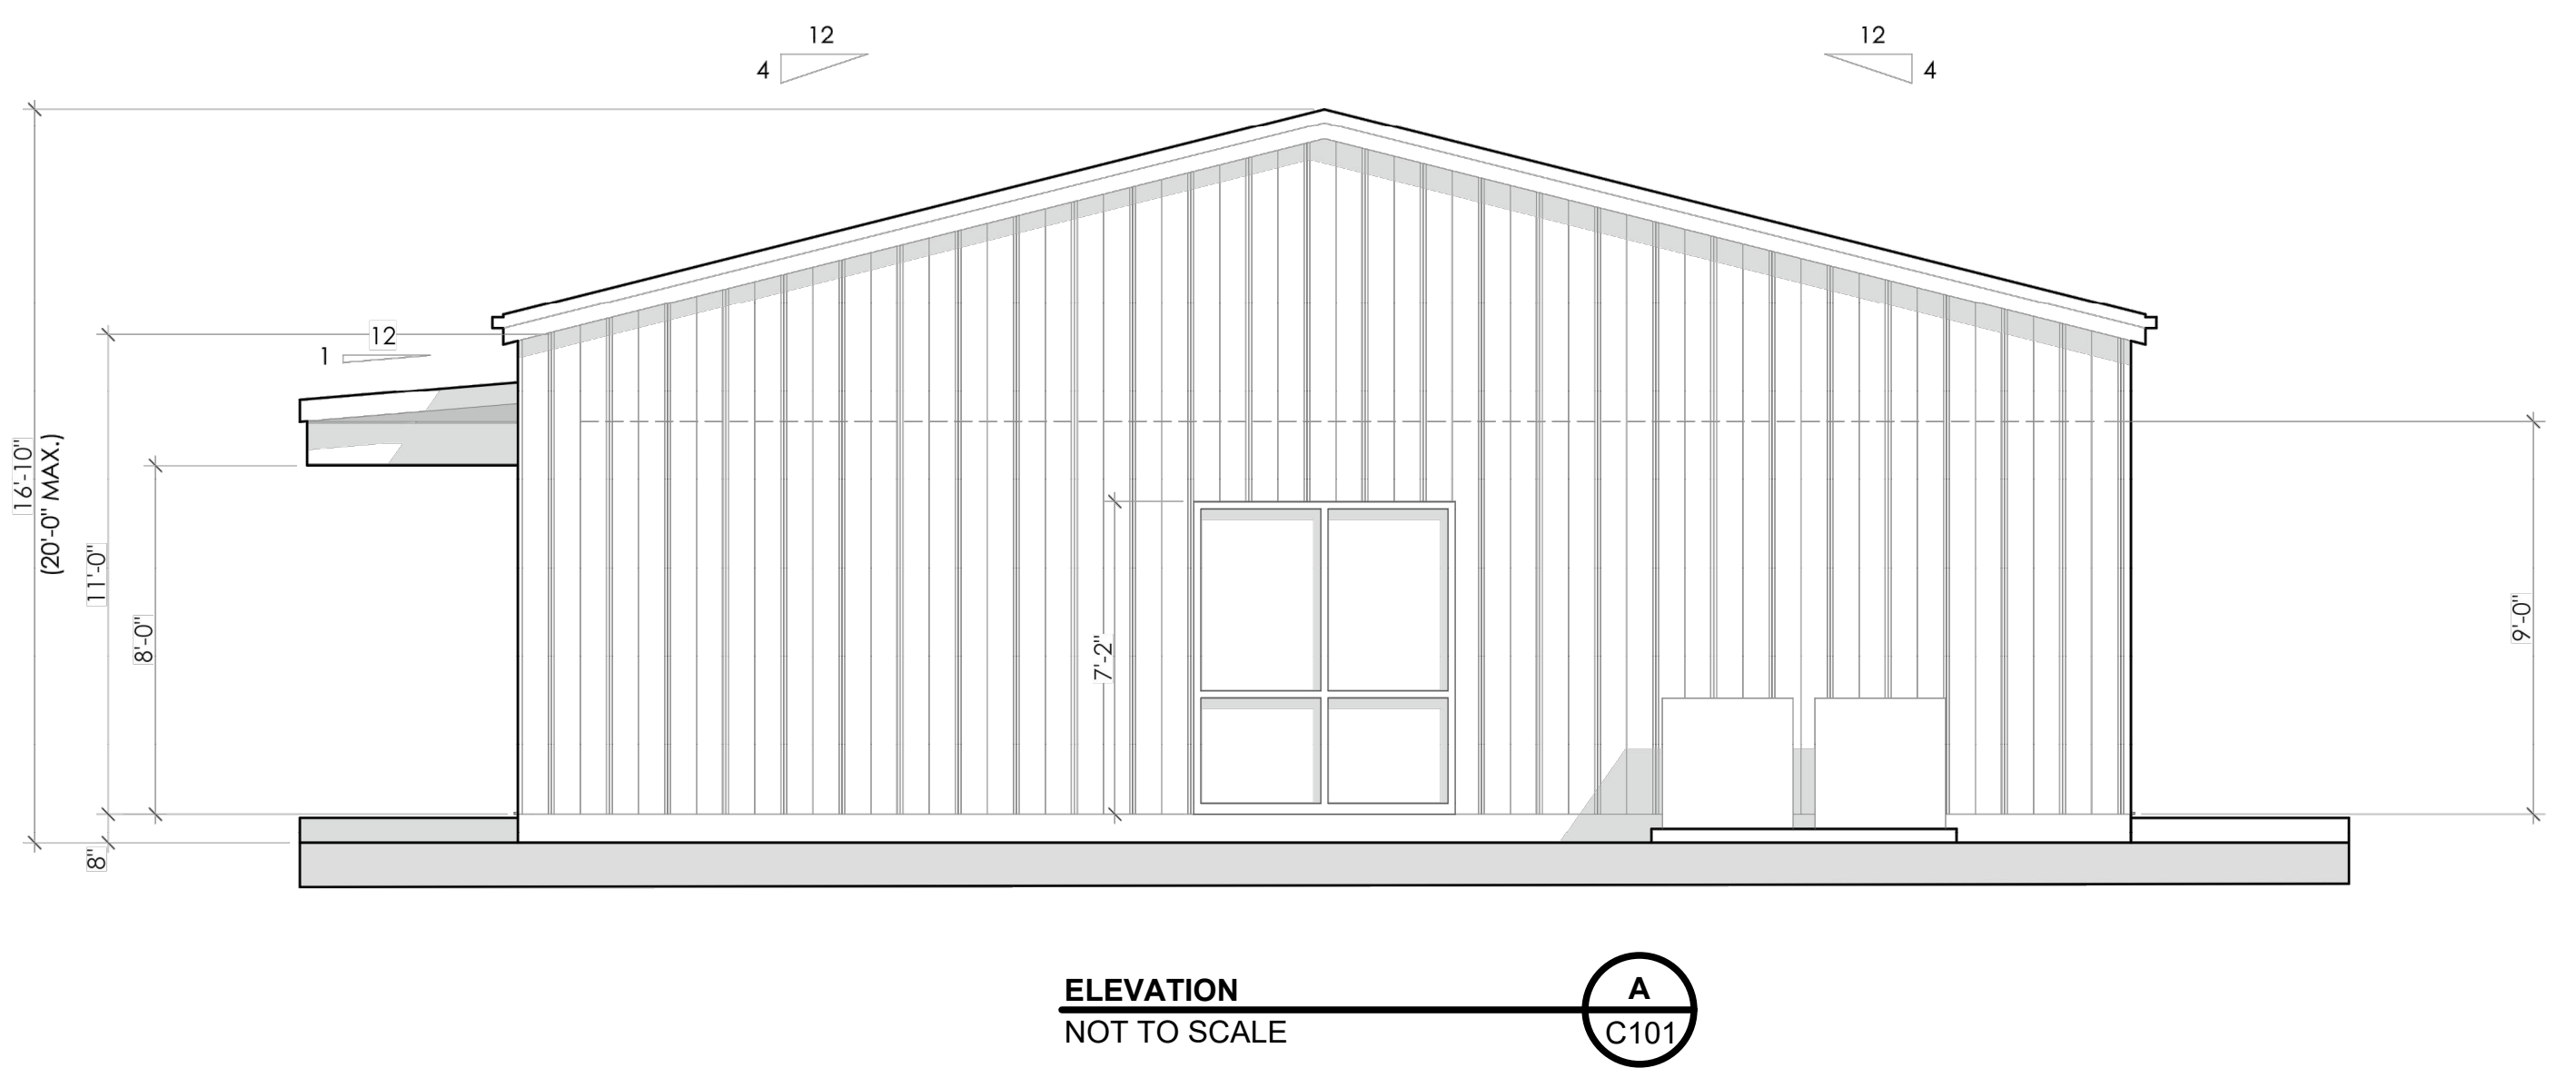 12
4
12
4
12
1
16'-10"
(20'-0" MAX.)
11'-0"
8'-0"
7'-2"
9'-0"
8"
ELEVATION
NOT TO SCALE
A
C101